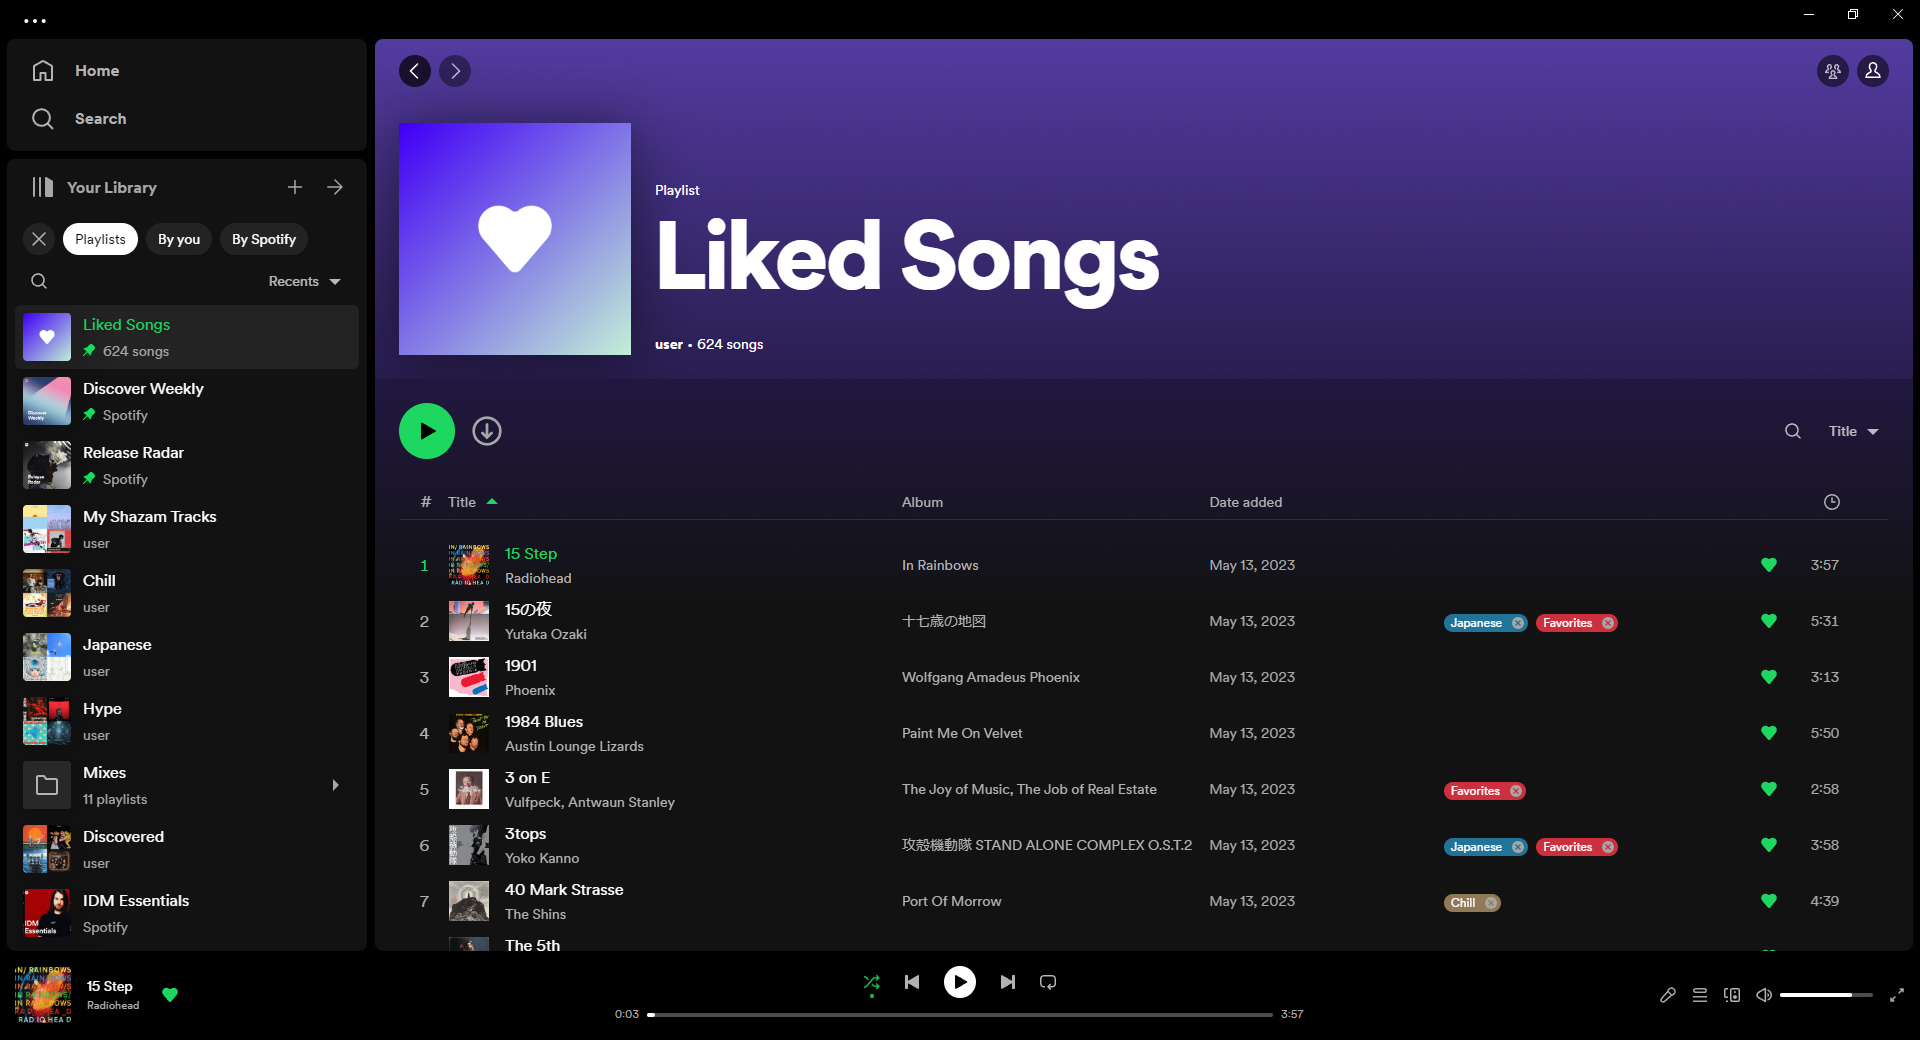 Home
Search
Your Library
Playlists
By you
By Spotify
Recents
Liked Songs
624 songs
Discover Weekly
Spotify
Release Radar
Spotify
My Shazam Tracks
user
Chill
user
Japanese
user
Hype
user
Mixes
11 playlists
Discovered
user
IDM Essentials
Spotify
Playlist
Liked Songs
user • 624 songs
Title
# Title Album Date added
1 15 Step In Rainbows May 13, 2023 3:57
Radiohead
2 15の夜 十七歳の地図 May 13, 2023 Japanese Favorites 5:31
Yutaka Ozaki
3 1901 Wolfgang Amadeus Phoenix May 13, 2023 3:13
Phoenix
4 1984 Blues Paint Me On Velvet May 13, 2023 5:50
Austin Lounge Lizards
5 3 on E The Joy of Music, The Job of Real Estate May 13, 2023 Favorites 2:58
Vulfpeck, Antwaun Stanley
6 3tops 攻殻機動隊 STAND ALONE COMPLEX O.S.T.2 May 13, 2023 Japanese Favorites 3:58
Yoko Kanno
7 40 Mark Strasse Port Of Morrow May 13, 2023 Chill 4:39
The Shins
The 5th
15 Step
Radiohead
0:03 3:57